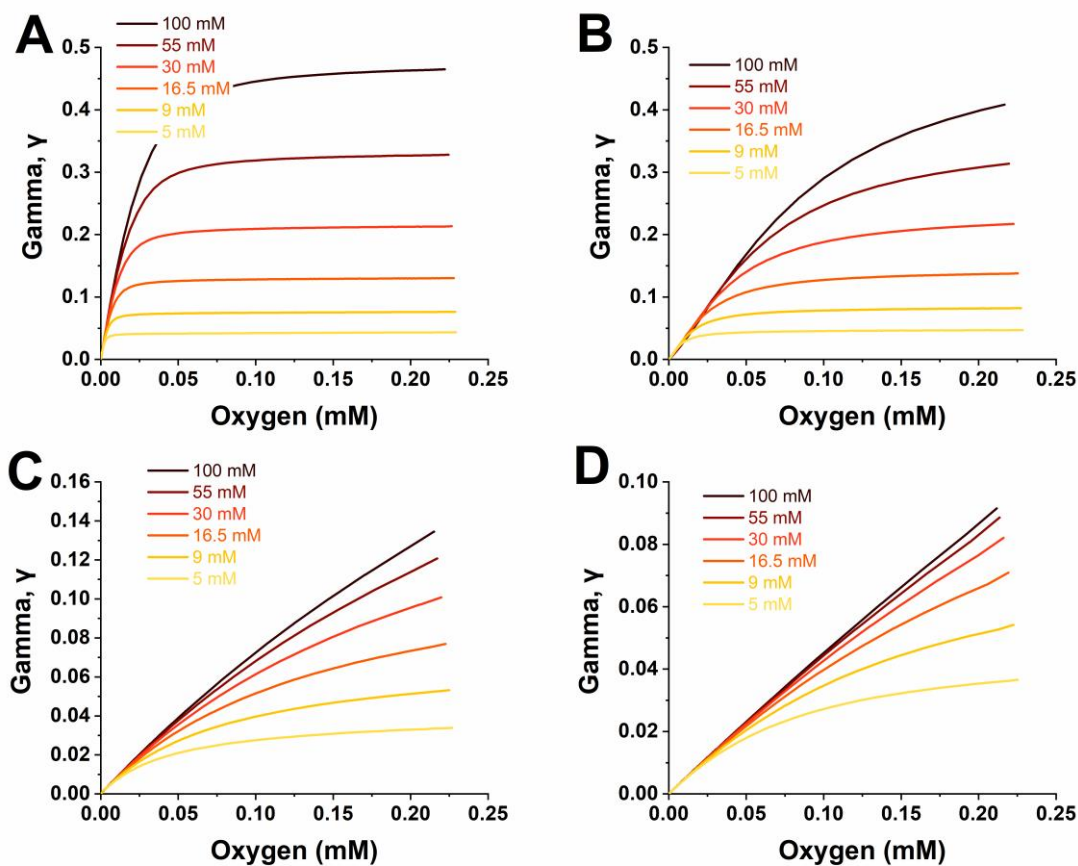 A
100 mM
55 mM
30 mM
16.5 mM
9 mM
5 mM
0.5
0.4
0.3
0.2
0.1
0.0
Gamma, γ
0.00 0.05 0.10 0.15 0.20 0.25
Oxygen (mM)
B
100 mM
55 mM
30 mM
16.5 mM
9 mM
5 mM
0.5
0.4
0.3
0.2
0.1
0.0
Gamma, γ
0.00 0.05 0.10 0.15 0.20 0.25
Oxygen (mM)
C
100 mM
55 mM
30 mM
16.5 mM
9 mM
5 mM
0.16
0.14
0.12
0.10
0.08
0.06
0.04
0.02
0.00
Gamma, γ
0.00 0.05 0.10 0.15 0.20 0.25
Oxygen (mM)
D
100 mM
55 mM
30 mM
16.5 mM
9 mM
5 mM
0.10
0.08
0.06
0.04
0.02
0.00
Gamma, γ
0.00 0.05 0.10 0.15 0.20 0.25
Oxygen (mM)